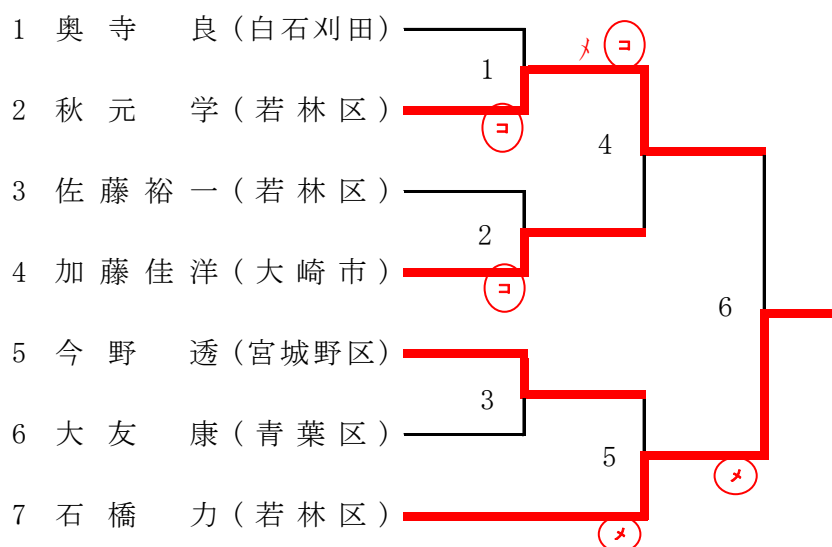 1 奥寺 良(白石刈田)
メ コ
1
2 秋元 学(若林区)
コ
4
3 佐藤裕一(若林区)
2
4 加藤佳洋(大崎市)
コ
6
5 今野 透(宮城野区)
3
6 大友 康(青葉区)
5
メ
7 石橋 力(若林区)
メ